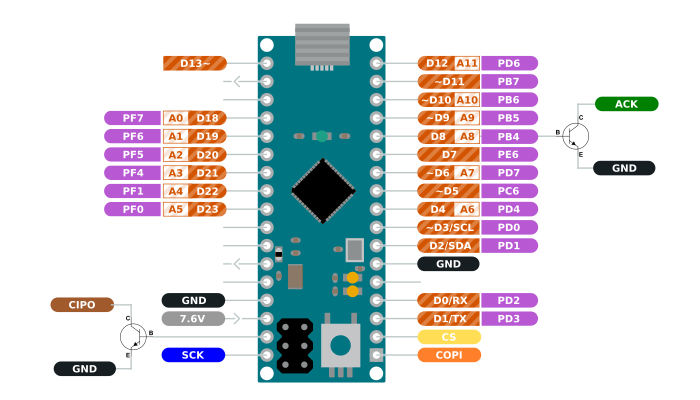 D13~ D12 A11 PD6
~D11 PB7
~D10 A10 PB6
ACK
PF7 A0 D18 ~D9 A9 PB5 C
PF6 A1 D19 D8 A8 PB4 B
PF5 A2 D20 D7 PE6 E
PF4 A3 D21 ~D6 A7 PD7 GND
PF1 A4 D22 ~D5 PC6
PF0 A5 D23 D4 A6 PD4
~D3/SCL PD0
D2/SDA PD1
GND
CIPO GND D0/RX PD2
C 7.6V D1/TX PD3
B CS
E SCK COPI
GND